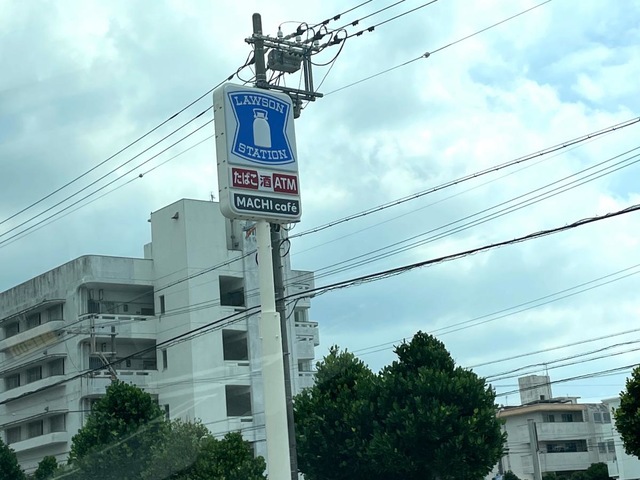 LAWSON
STATION
たばこ 酒 ATM
MACHI café